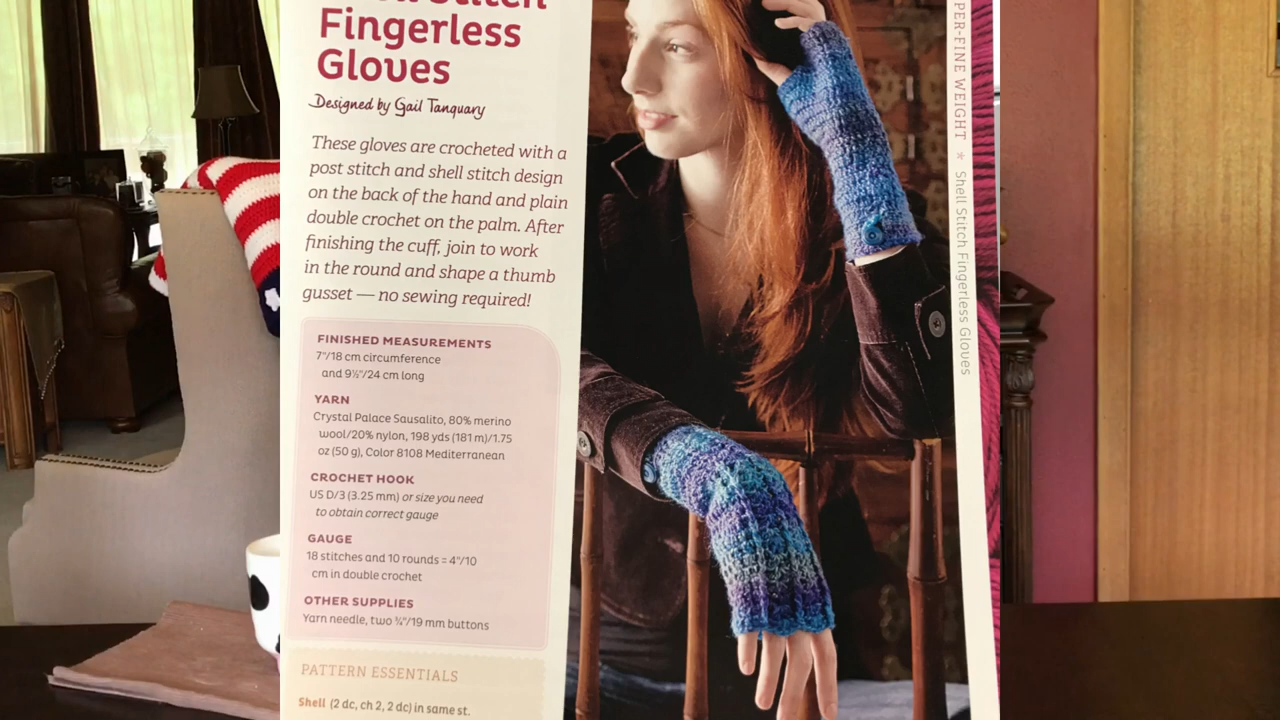 Fingerless
Gloves
Designed by Gail Tanquary
These gloves are crocheted with a
post stitch and shell stitch design
on the back of the hand and plain
double crochet on the palm. After
finishing the cuff, join to work
in the round and shape a thumb
gusset — no sewing required!
FINISHED MEASUREMENTS
7"/18 cm circumference
and 9½"/24 cm long
YARN
Crystal Palace Sausalito, 80% merino
wool/20% nylon, 198 yds (181 m)/1.75
oz (50 g), Color 8108 Mediterranean
CROCHET HOOK
US D/3 (3.25 mm) or size you need
to obtain correct gauge
GAUGE
18 stitches and 10 rounds = 4"/10
cm in double crochet
OTHER SUPPLIES
Yarn needle, two ¾"/19 mm buttons
PATTERN ESSENTIALS
Shell (2 dc, ch 2, 2 dc) in same st.
PER-FINE WEIGHT * Shell Stitch Fingerless Gloves